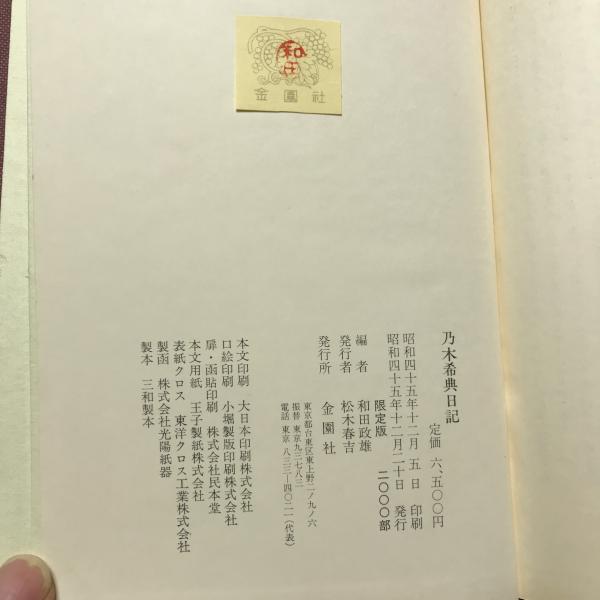 和田
金園社
乃木希典日記
定価 六、五〇〇円
昭和四十五年十二月 五 日 印刷
昭和四十五年十二月二十日 発行
限定版 二〇〇〇部
編者 和田政雄
発行者 松木春吉
発行所 金園社
東京都台東区東上野二ノ九ノ六
振替 東京九三七八三
電話 東京 八三三―四〇二一(代表)
本文印刷 大日本印刷株式会社
口絵印刷 小堀製版印刷株式会社
扉・函貼印刷 株式会社民本堂
本文用紙 王子製紙株式会社
表紙クロス 東洋クロス工業株式会社
製函 株式会社光陽紙器
製本 三和製本